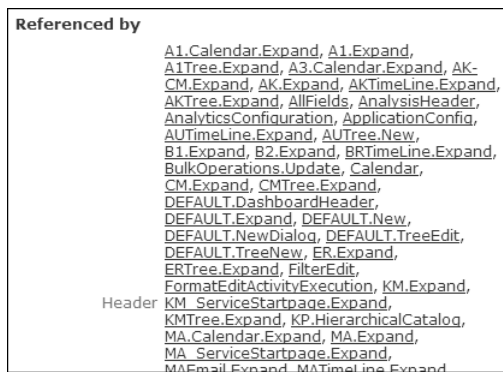 Referenced by
A1.Calendar.Expand, A1.Expand,
A1Tree.Expand, A3.Calendar.Expand, AK-
CM.Expand, AK.Expand, AKTimeLine.Expand,
AKTree.Expand, AllFields, AnalysisHeader,
AnalyticsConfiguration, ApplicationConfig,
AUTimeLine.Expand, AUTree.New,
B1.Expand, B2.Expand, BRTimeLine.Expand,
BulkOperations.Update, Calendar,
CM.Expand, CMTree.Expand,
DEFAULT.DashboardHeader,
DEFAULT.Expand, DEFAULT.New,
DEFAULT.NewDialog, DEFAULT.TreeEdit,
DEFAULT.TreeNew, ER.Expand,
ERTree.Expand, FilterEdit,
FormatEditActivityExecution, KM.Expand,
Header KM_ServiceStartpage.Expand,
KMTree.Expand, KP.HierarchicalCatalog,
MA.Calendar.Expand, MA.Expand,
MA_ServiceStartpage.Expand,
MAEmail.Expand, MATimeLine.Expand